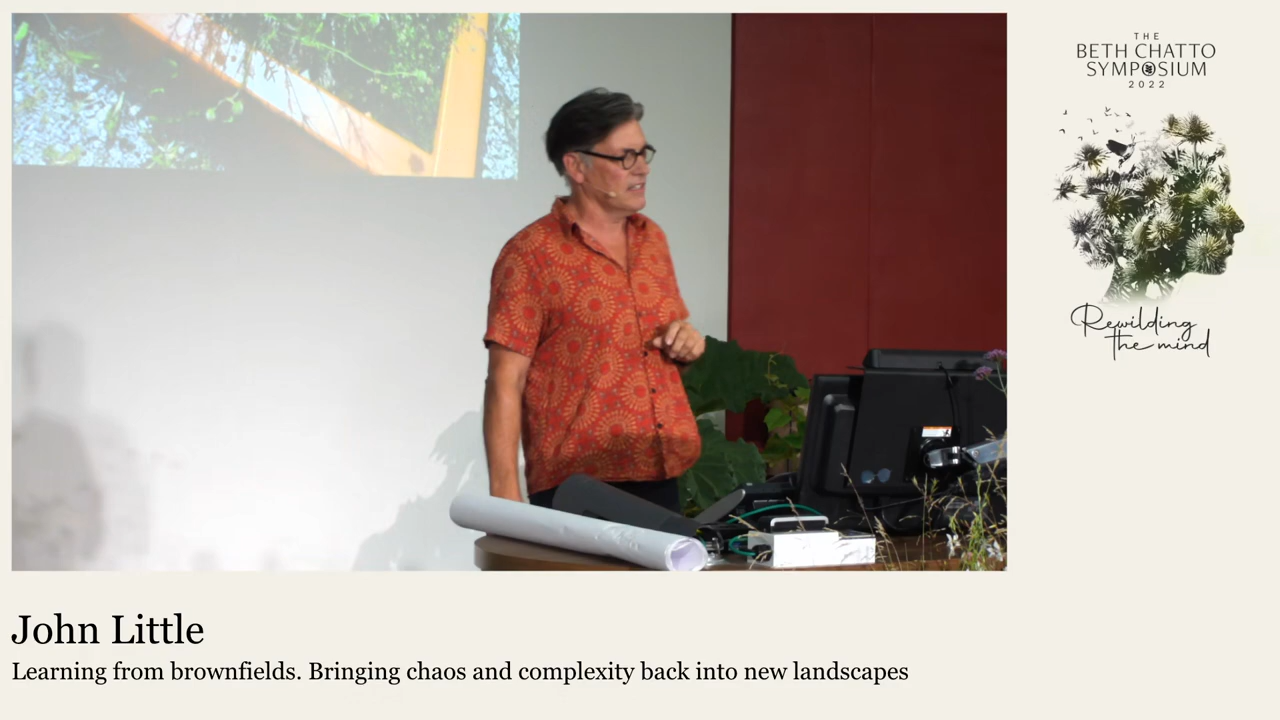 THE
BETH CHATTO
SYMPOSIUM
2022
Rewilding
the mind
John Little
Learning from brownfields. Bringing chaos and complexity back into new landscapes